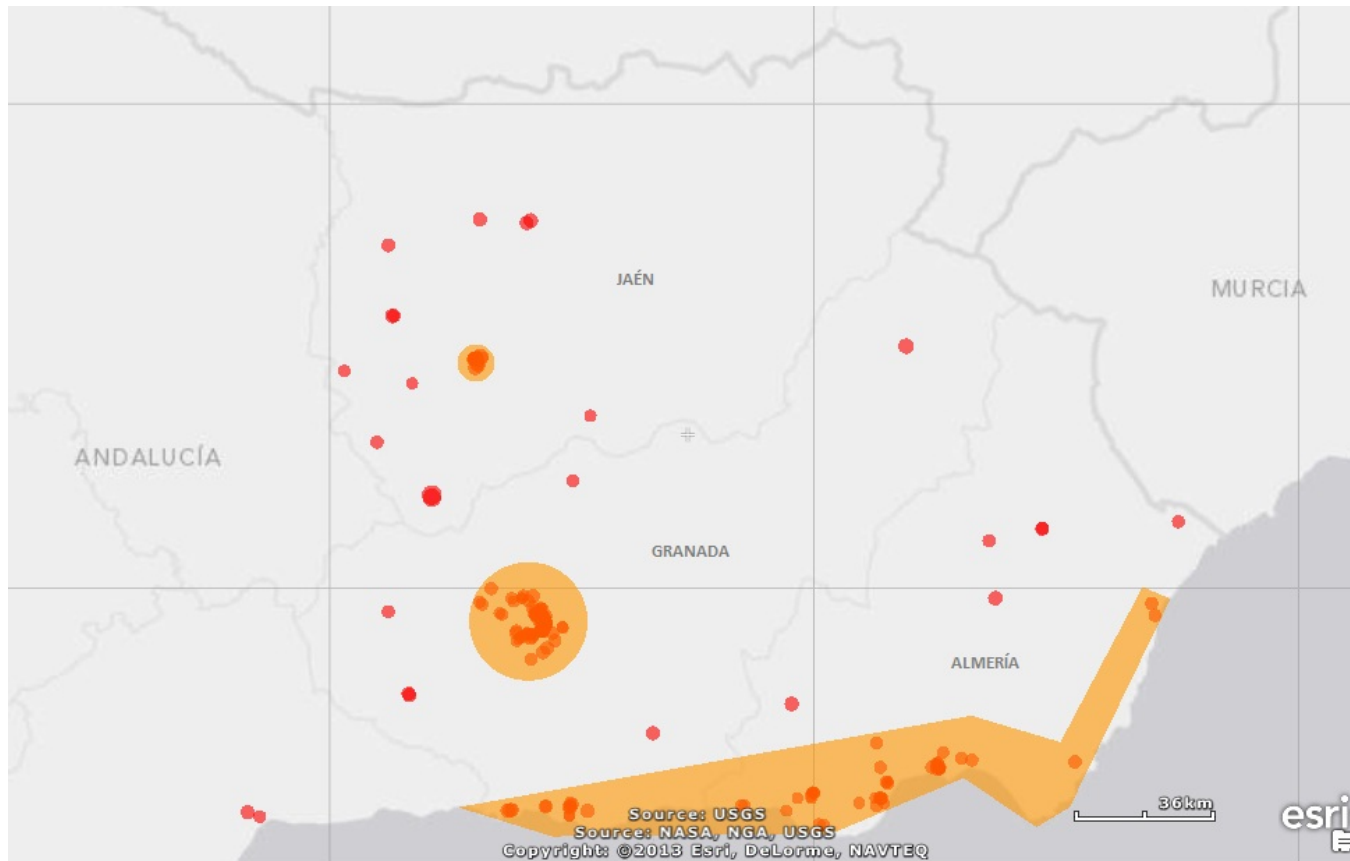 JAÉN
MURCIA
ANDALUCÍA
GRANADA
ALMERÍA
36km
Source: USGS
Source: NASA, NGA, USGS
Copyright: ©2013 Esri, DeLorme, NAVTEQ
esri